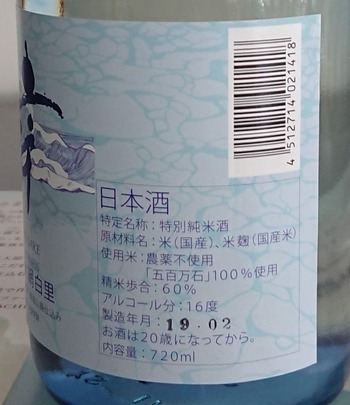 4 512714 021418
日本酒
特定名称：特別純米酒
原材料名：米（国産）、米麹（国産米）
使用米：農薬不使用
「五百万石」100％使用
精米歩合：60％
アルコール分：16度
製造年月：19.02
お酒は20歳になってから。
内容量：720ml
白里